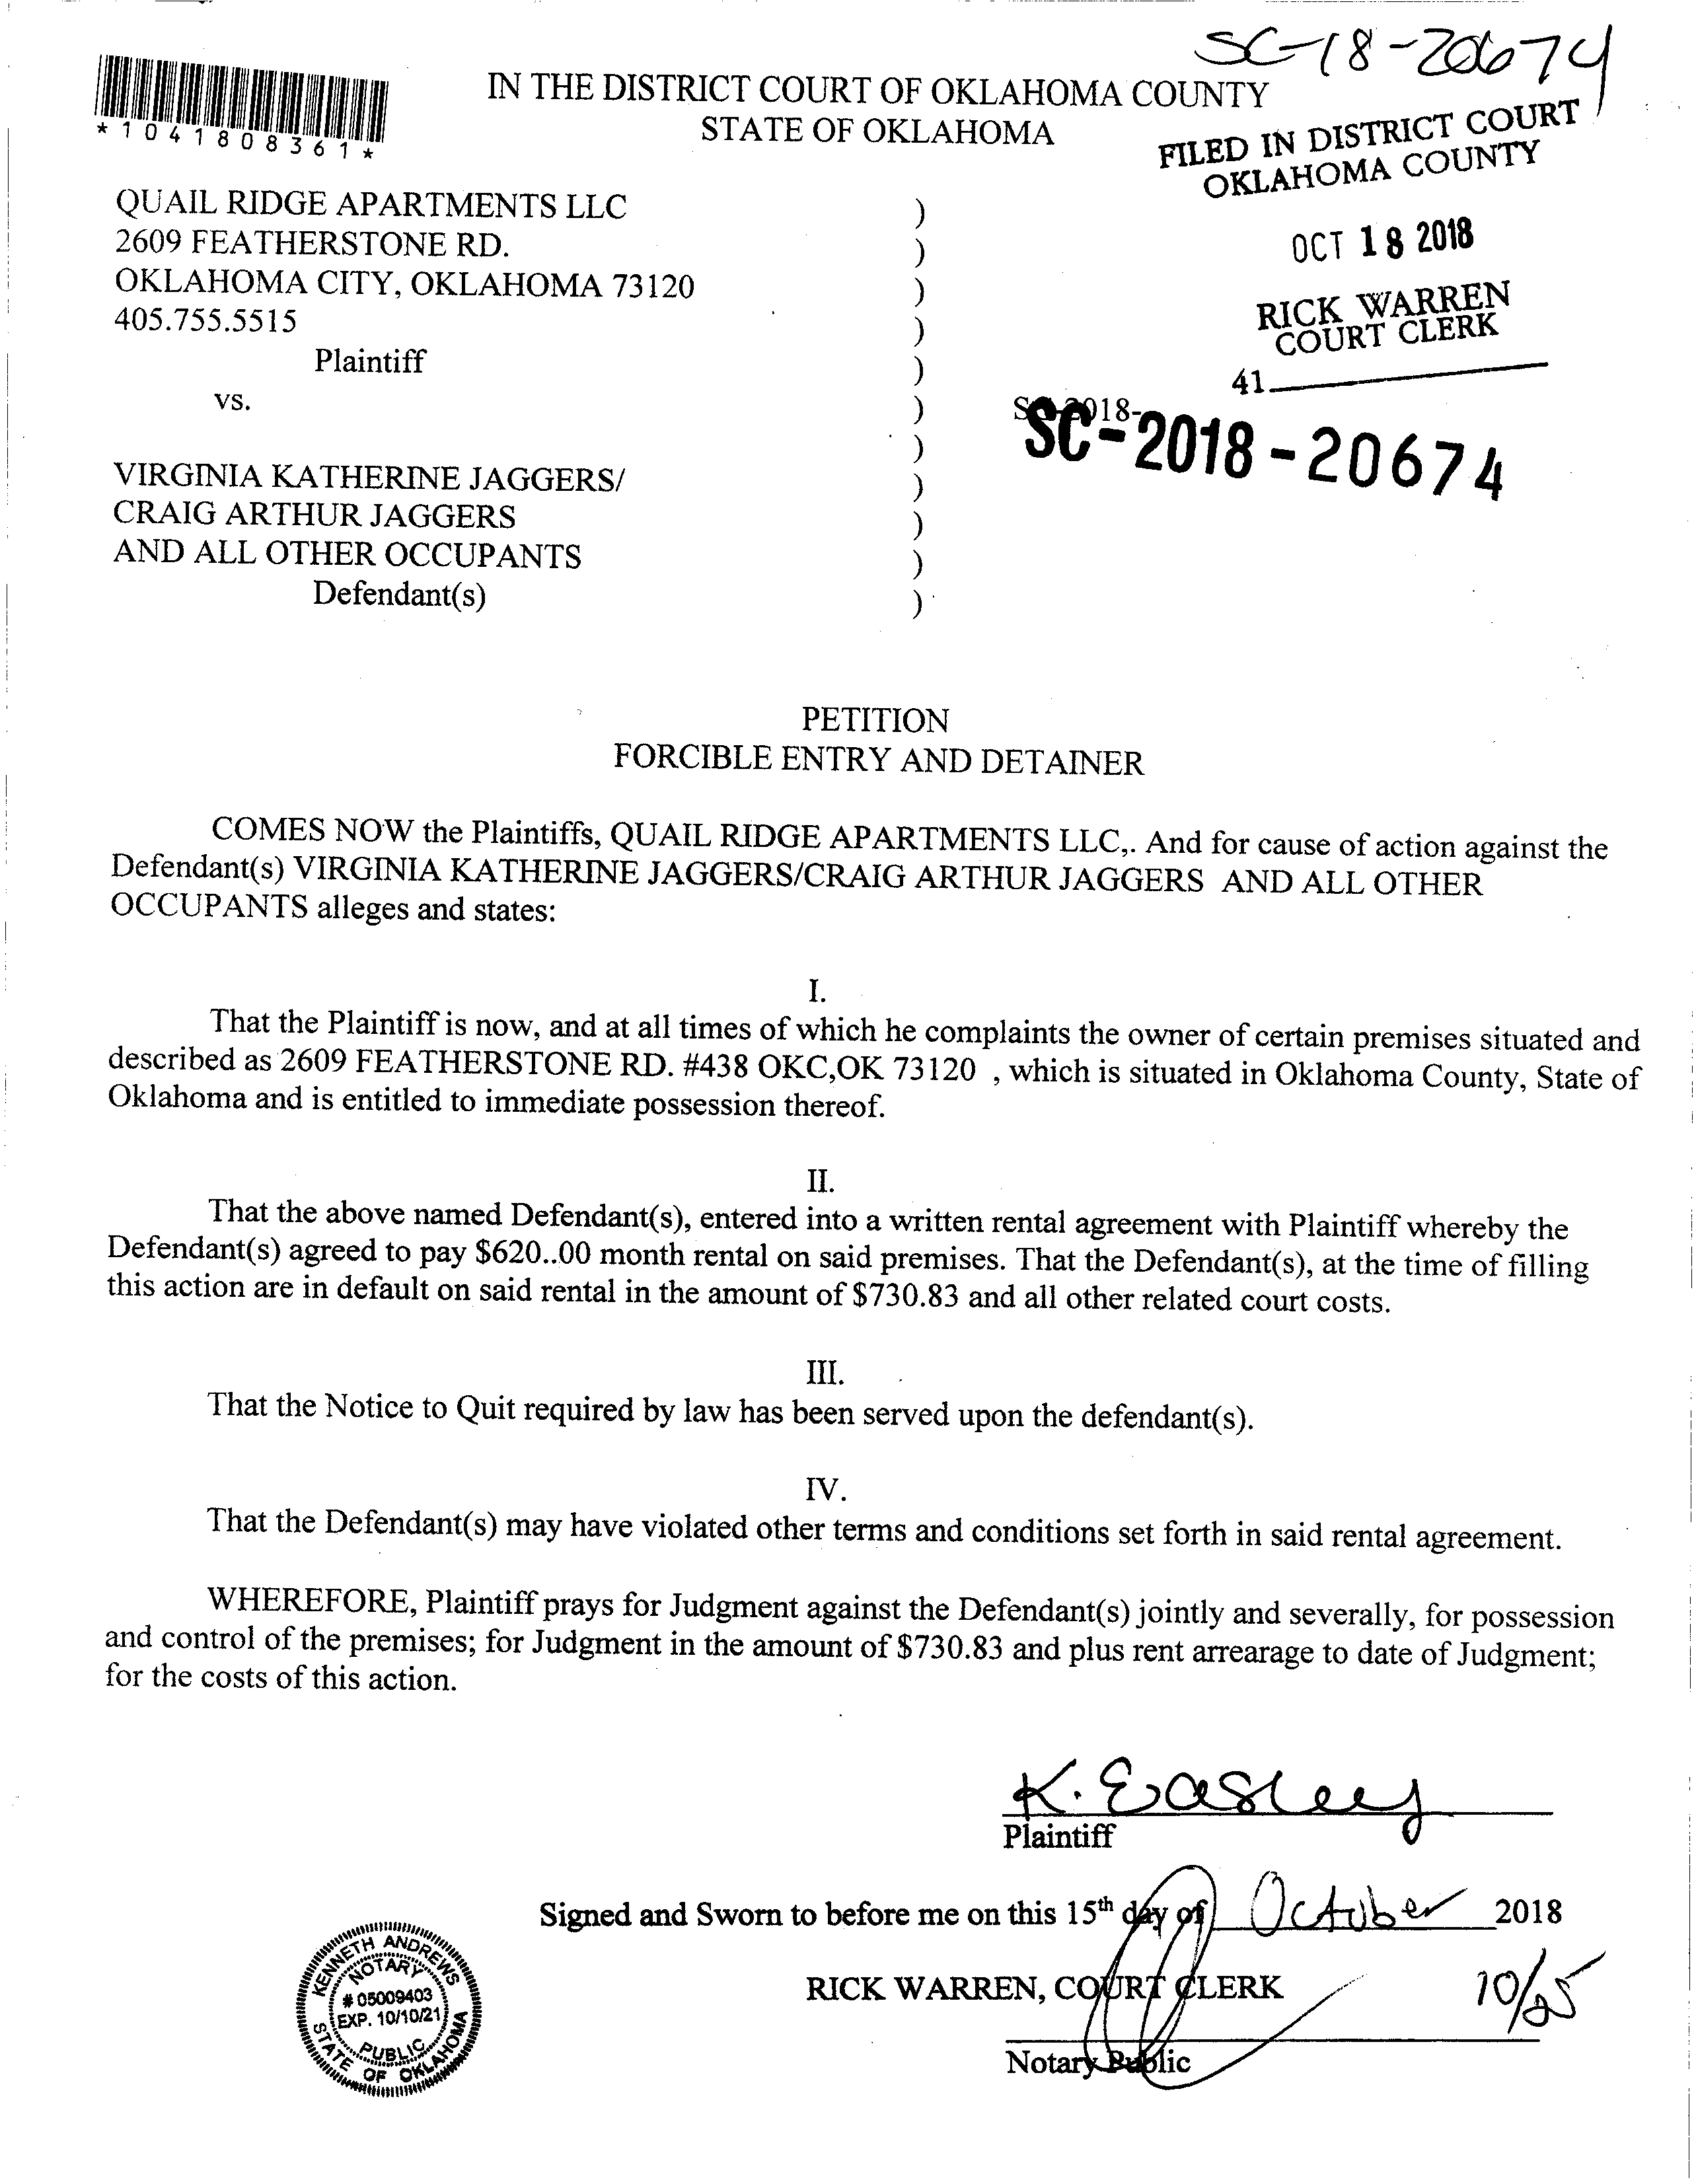 SC-18-20674
*1041808361*
IN THE DISTRICT COURT OF OKLAHOMA COUNTY
STATE OF OKLAHOMA
FILED IN DISTRICT COURT
OKLAHOMA COUNTY
OCT 18 2018
RICK WARREN
COURT CLERK
41
QUAIL RIDGE APARTMENTS LLC )
2609 FEATHERSTONE RD. )
OKLAHOMA CITY, OKLAHOMA 73120 )
405.755.5515 )
Plaintiff )
vs. )
)
SC-2018-20674
VIRGINIA KATHERINE JAGGERS/ )
CRAIG ARTHUR JAGGERS )
AND ALL OTHER OCCUPANTS )
Defendant(s) )
PETITION
FORCIBLE ENTRY AND DETAINER
COMES NOW the Plaintiffs, QUAIL RIDGE APARTMENTS LLC,. And for cause of action against the
Defendant(s) VIRGINIA KATHERINE JAGGERS/CRAIG ARTHUR JAGGERS AND ALL OTHER
OCCUPANTS alleges and states:
I.
That the Plaintiff is now, and at all times of which he complaints the owner of certain premises situated and
described as 2609 FEATHERSTONE RD. #438 OKC,OK 73120 , which is situated in Oklahoma County, State of
Oklahoma and is entitled to immediate possession thereof.
II.
That the above named Defendant(s), entered into a written rental agreement with Plaintiff whereby the
Defendant(s) agreed to pay $620..00 month rental on said premises. That the Defendant(s), at the time of filling
this action are in default on said rental in the amount of $730.83 and all other related court costs.
III.
That the Notice to Quit required by law has been served upon the defendant(s).
IV.
That the Defendant(s) may have violated other terms and conditions set forth in said rental agreement.
WHEREFORE, Plaintiff prays for Judgment against the Defendant(s) jointly and severally, for possession
and control of the premises; for Judgment in the amount of $730.83 and plus rent arrearage to date of Judgment;
for the costs of this action.
K. Easley
Plaintiff
Signed and Sworn to before me on this 15th day of October 2018
RICK WARREN, COURT CLERK
10/25
Notary Public
KENNETH ANDREWS
NOTARY
# 05009403
EXP. 10/10/21
PUBLIC
STATE OF OKLAHOMA